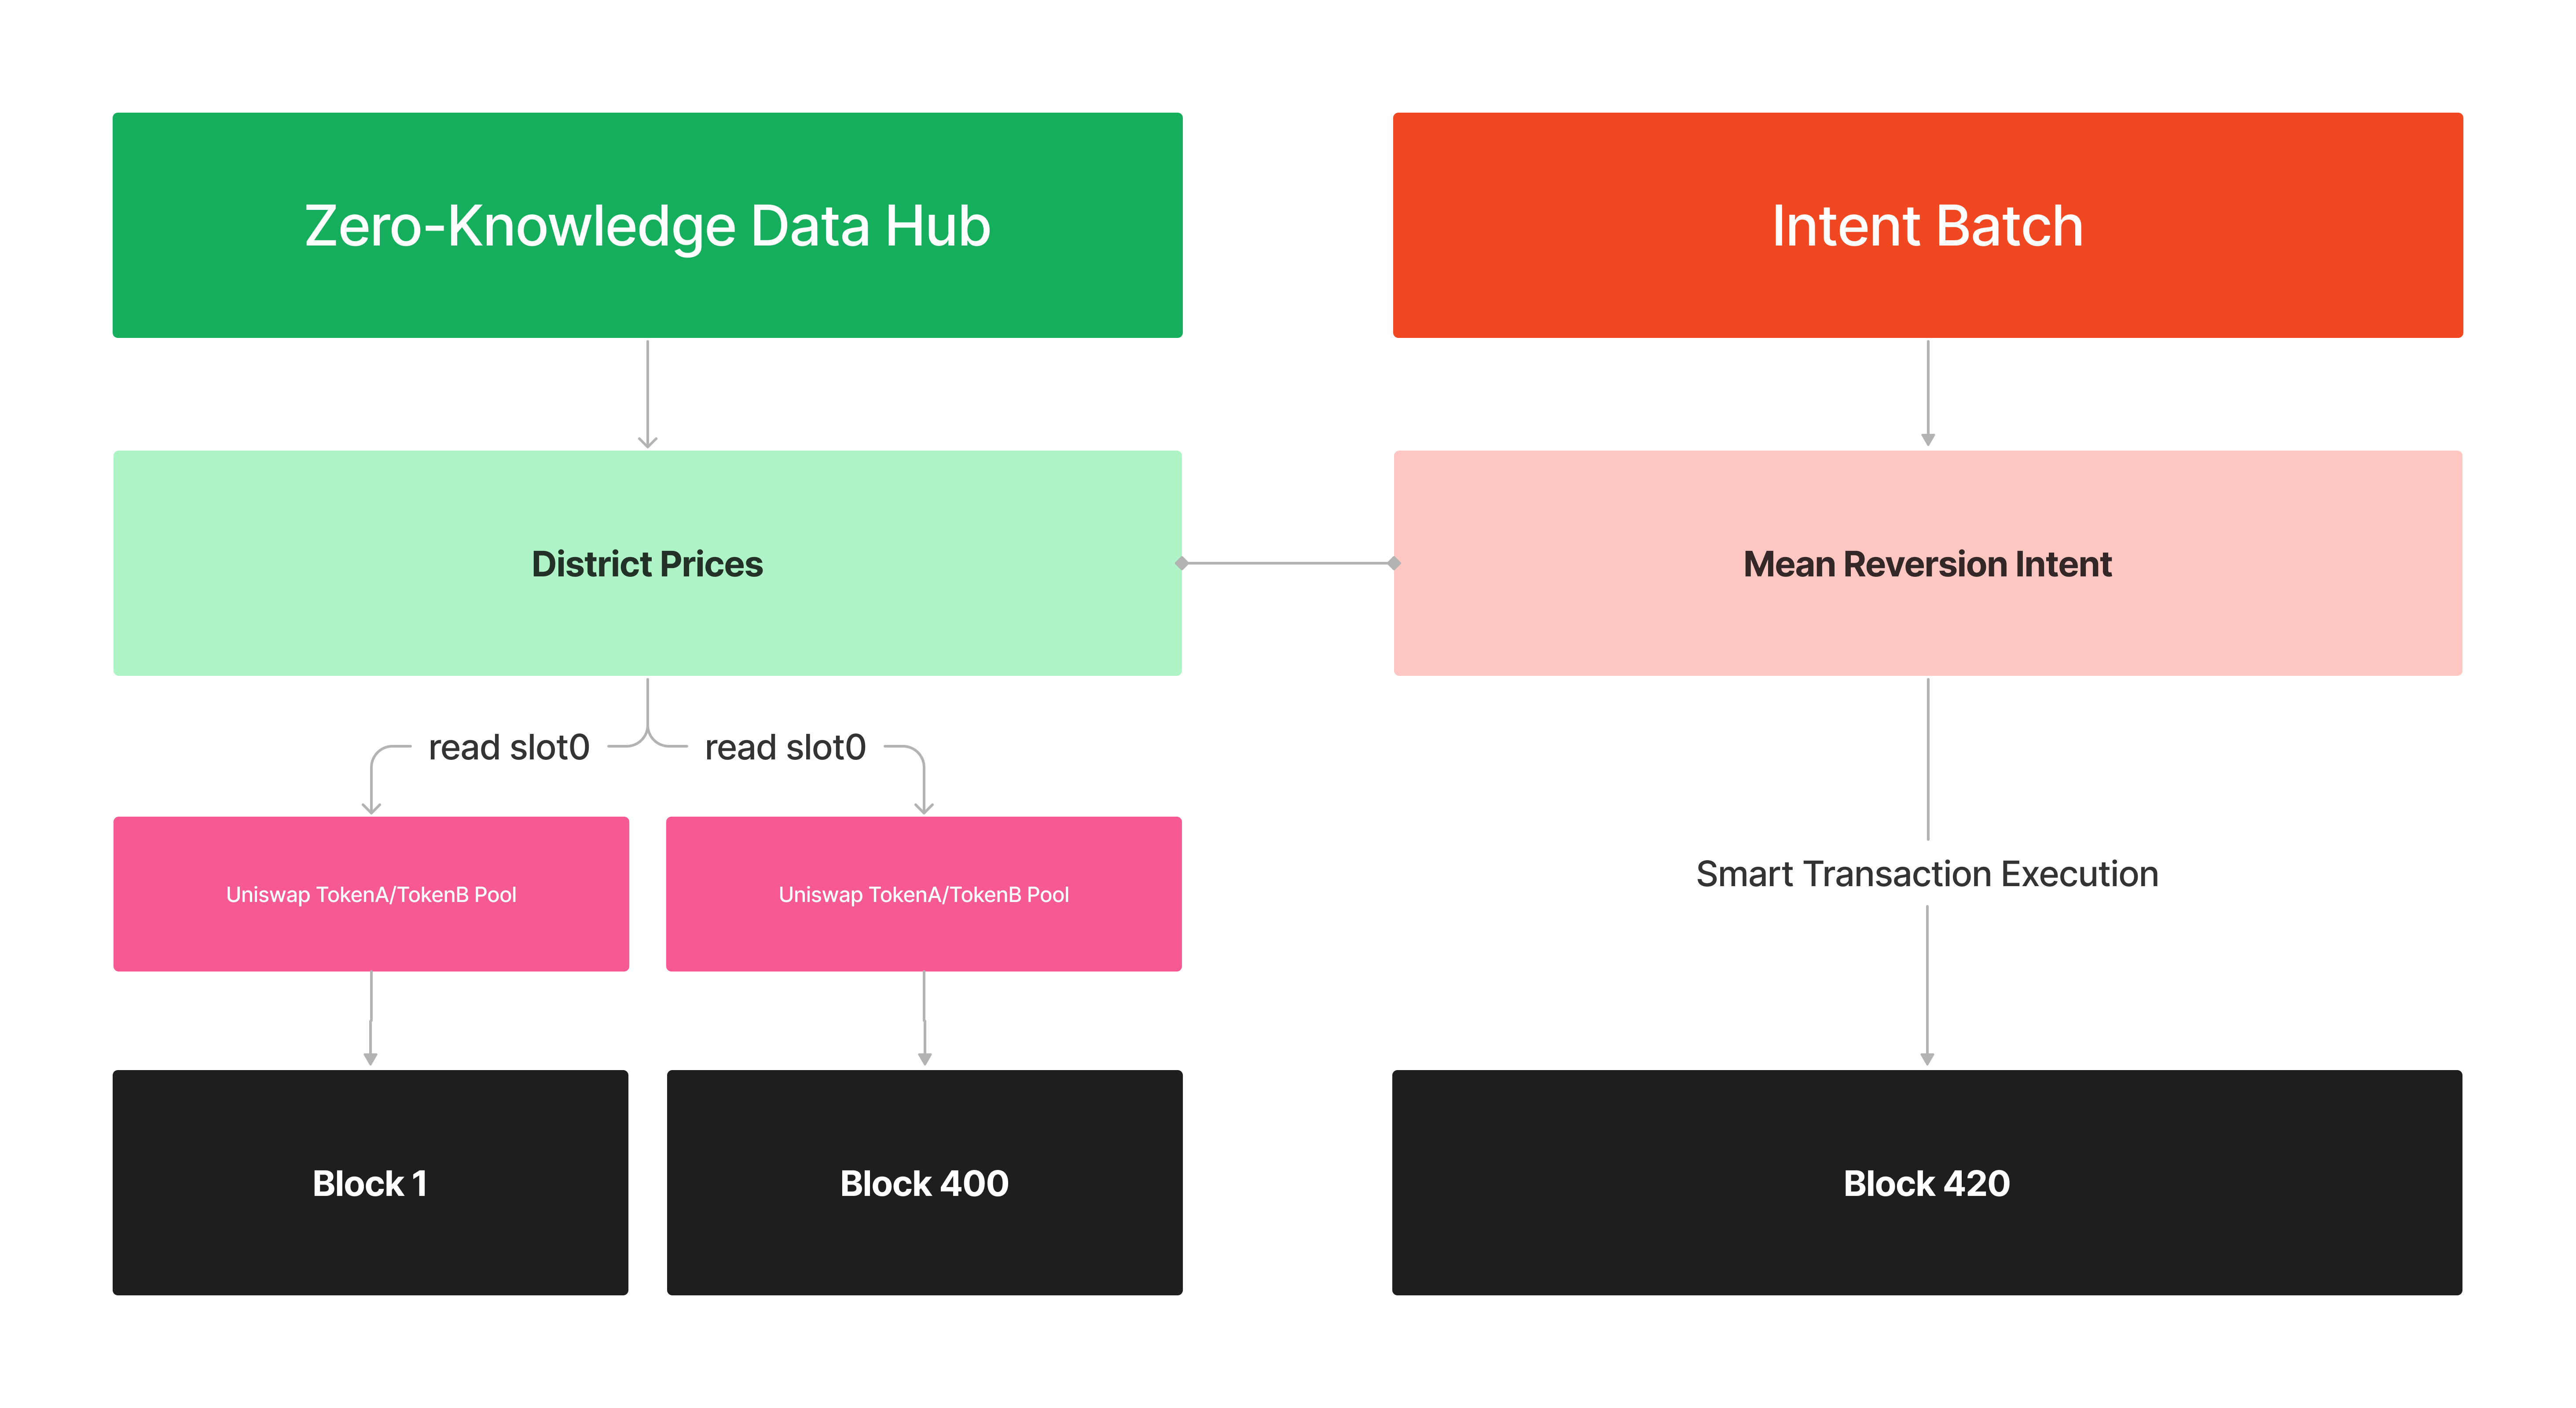 Zero-Knowledge Data Hub
Intent Batch
District Prices
Mean Reversion Intent
read slot0
read slot0
Uniswap TokenA/TokenB Pool
Uniswap TokenA/TokenB Pool
Smart Transaction Execution
Block 1
Block 400
Block 420